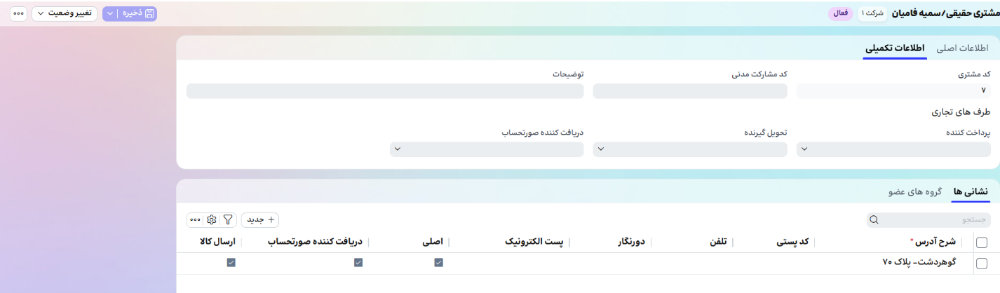 مشتری حقیقی/سمیه فامیان شرکت ۱ فعال ذخیره تغییر وضعیت
اطلاعات اصلی اطلاعات تکمیلی
کد مشتری کد مشارکت مدنی توضیحات
۷
طرف های تجاری
پرداخت کننده تحویل گیرنده دریافت کننده صورتحساب
نشانی ها گروه های عضو
جستجو + جدید
شرح آدرس * کد پستی تلفن دورنگار پست الکترونیک اصلی دریافت کننده صورتحساب ارسال کالا
گوهردشت- پلاک ۷۰